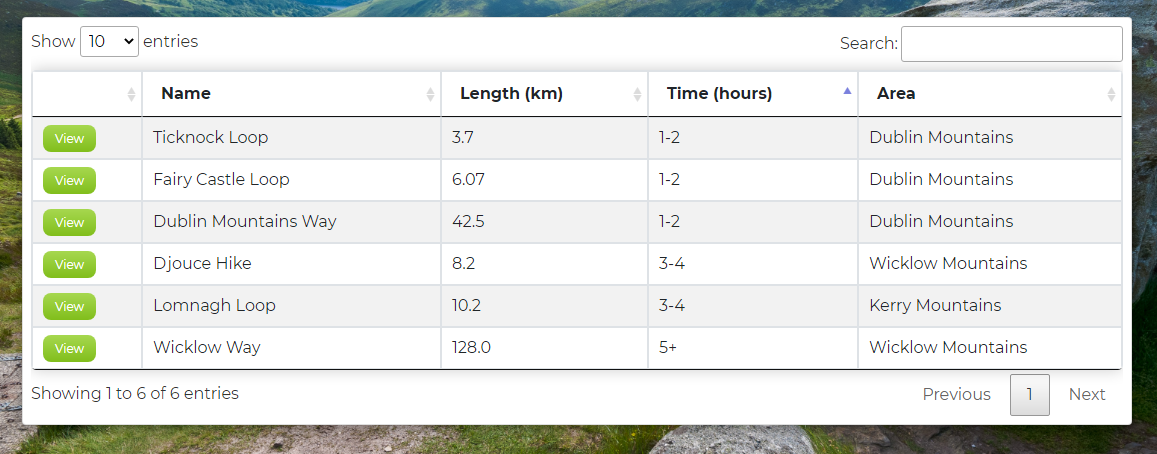 Show 10 entries Search:
Name Length (km) Time (hours) Area
View Ticknock Loop 3.7 1-2 Dublin Mountains
View Fairy Castle Loop 6.07 1-2 Dublin Mountains
View Dublin Mountains Way 42.5 1-2 Dublin Mountains
View Djouce Hike 8.2 3-4 Wicklow Mountains
View Lomnagh Loop 10.2 3-4 Kerry Mountains
View Wicklow Way 128.0 5+ Wicklow Mountains
Showing 1 to 6 of 6 entries Previous 1 Next